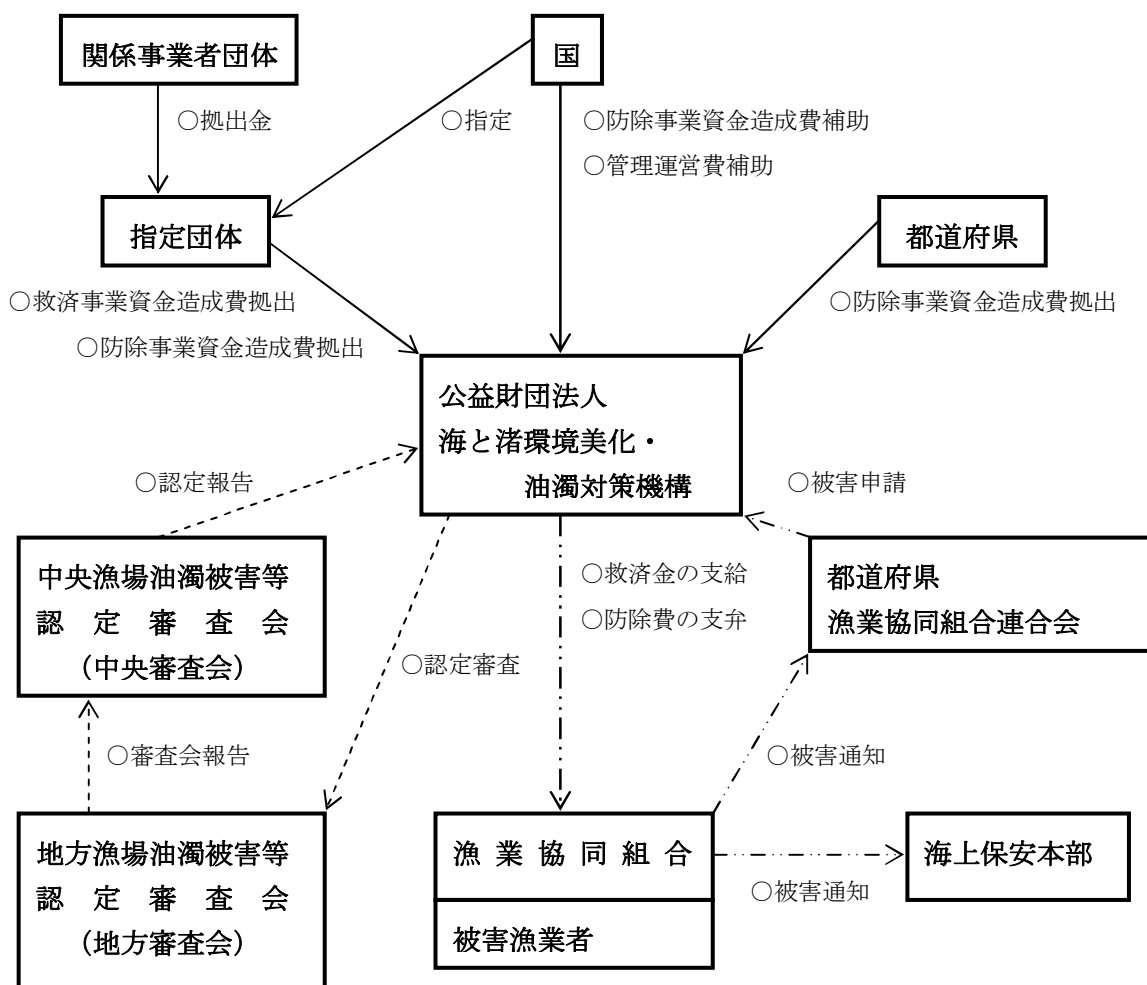 関係事業者団体
国
○拠出金
○指定
○防除事業資金造成費補助
○管理運営費補助
指定団体
都道府県
○救済事業資金造成費拠出
○防除事業資金造成費拠出
○防除事業資金造成費拠出
公益財団法人
海と渚環境美化・
油濁対策機構
○認定報告
○被害申請
中央漁場油濁被害等
認定審査会
(中央審査会)
○救済金の支給
○防除費の支弁
都道府県
漁業協同組合連合会
○認定審査
○審査会報告
○被害通知
地方漁場油濁被害等
認定審査会
(地方審査会)
漁業協同組合
被害漁業者
○被害通知
海上保安本部